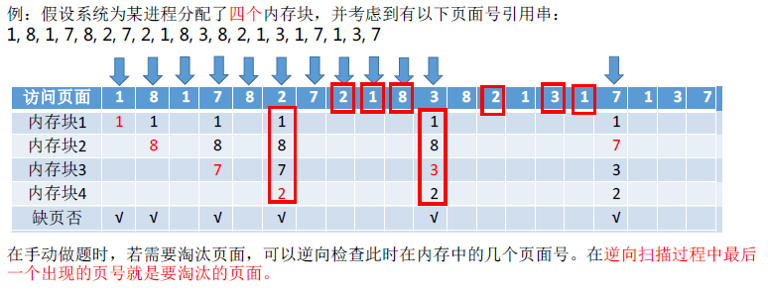 例：假设系统为某进程分配了四个内存块，并考虑到有以下页面号引用串：
1, 8, 1, 7, 8, 2, 7, 2, 1, 8, 3, 8, 2, 1, 3, 1, 7, 1, 3, 7
访问页面 1 8 1 7 8 2 7 2 1 8 3 8 2 1 3 1 7 1 3 7
内存块1 1 1 1 1 1 1
内存块2 8 8 8 8 7
内存块3 7 7 3 3
内存块4 2 2 2
缺页否 √ √ √ √ √ √
在手动做题时，若需要淘汰页面，可以逆向检查此时在内存中的几个页面号。在逆向扫描过程中最后
一个出现的页号就是要淘汰的页面。